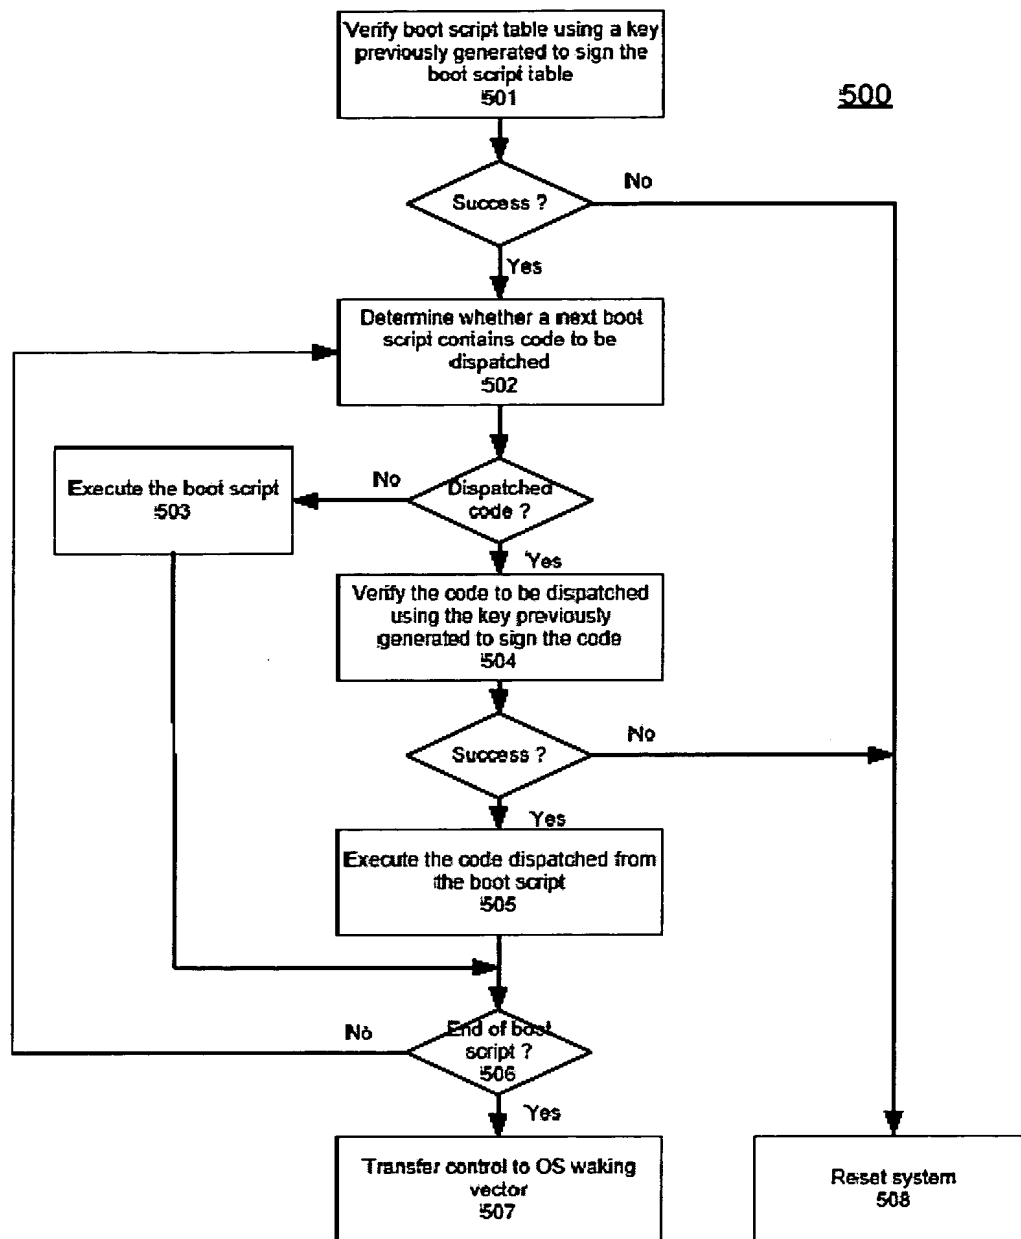 Verify boot script table using a key
previously generated to sign the
boot script table
501
500
Success ?
No
Yes
Determine whether a next boot
script contains code to be
dispatched
502
Execute the boot script
503
No
Dispatched
code ?
Yes
Verify the code to be dispatched
using the key previously
generated to sign the code
504
Success ?
No
Yes
Execute the code dispatched from
the boot script
505
No
End of boot
script ?
506
Yes
Transfer control to OS waking
vector
507
Reset system
508